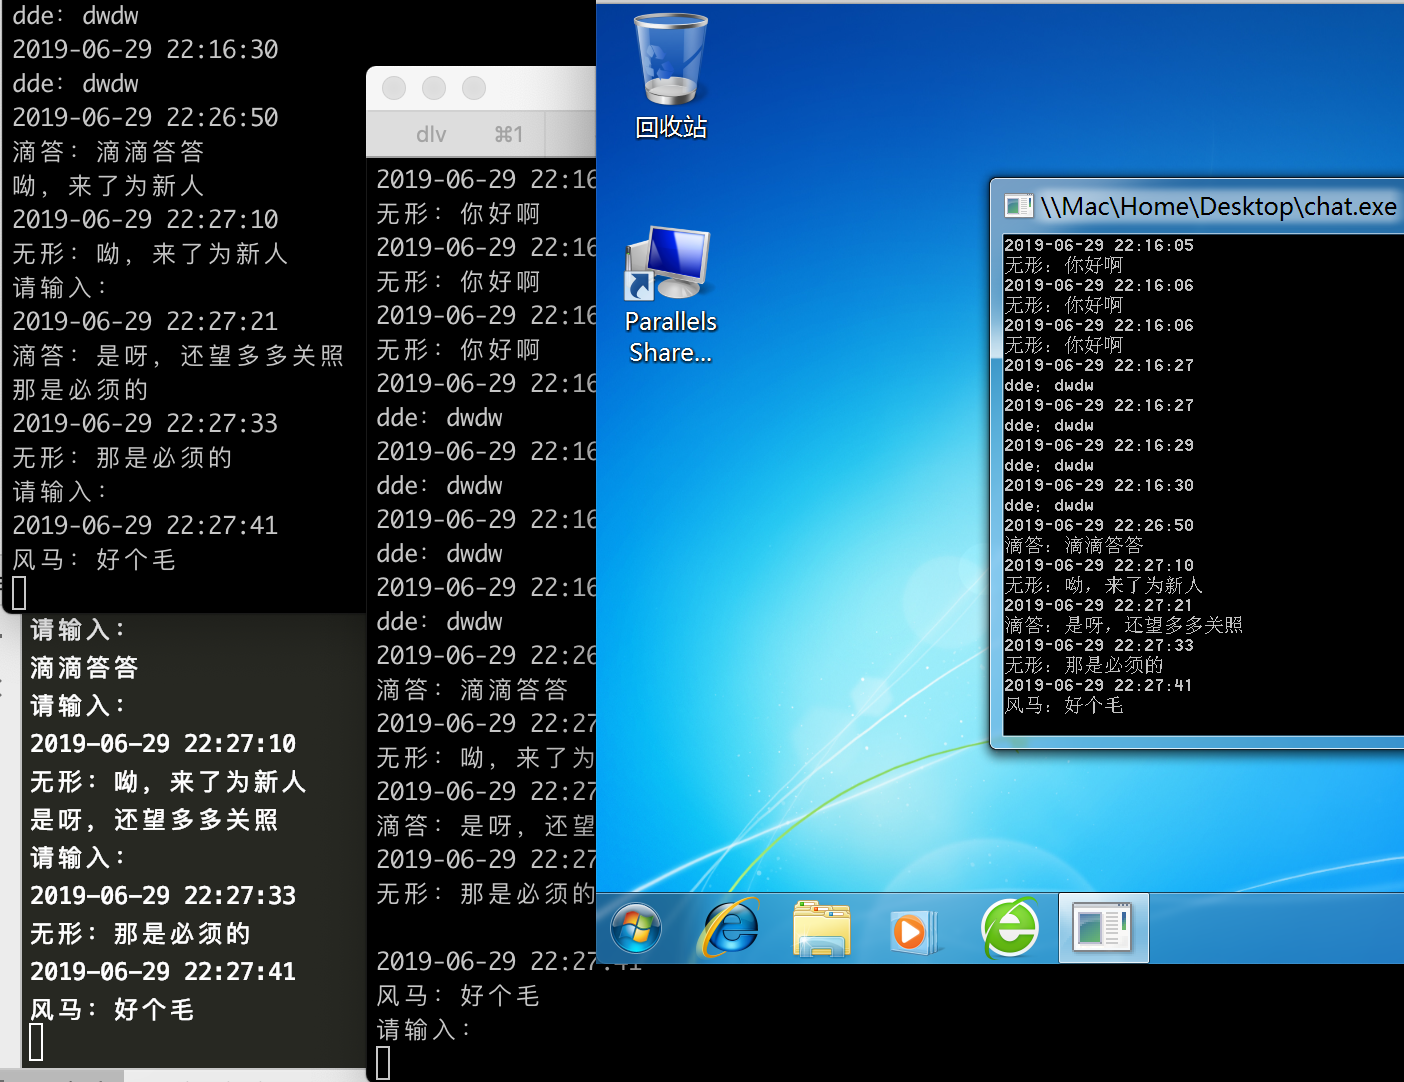 dde: dwdw
2019-06-29 22:16:30
dde: dwdw
2019-06-29 22:26:50
滴答: 滴滴答答
呦, 来了为新人
2019-06-29 22:27:10
无形: 呦, 来了为新人
请输入:
2019-06-29 22:27:21
滴答: 是呀, 还望多多关照
那是必须的
2019-06-29 22:27:33
无形: 那是必须的
请输入:
2019-06-29 22:27:41
风马: 好个毛
请输入:
滴滴答答
请输入:
2019-06-29 22:27:10
无形: 呦, 来了为新人
是呀, 还望多多关照
请输入:
2019-06-29 22:27:33
无形: 那是必须的
2019-06-29 22:27:41
风马: 好个毛
dlv ⌘1
2019-06-29 22:16
无形: 你好啊
2019-06-29 22:16
无形: 你好啊
2019-06-29 22:16
无形: 你好啊
2019-06-29 22:16
dde: dwdw
2019-06-29 22:16
dde: dwdw
2019-06-29 22:16
dde: dwdw
2019-06-29 22:16
dde: dwdw
2019-06-29 22:26
滴答: 滴滴答答
2019-06-29 22:27
无形: 呦, 来了为
2019-06-29 22:27
滴答: 是呀, 还望
2019-06-29 22:27
无形: 那是必须的
2019-06-29 22:27:41
风马: 好个毛
请输入:
回收站
Parallels
Share...
\\Mac\Home\Desktop\chat.exe
2019-06-29 22:16:05
无形: 你好啊
2019-06-29 22:16:06
无形: 你好啊
2019-06-29 22:16:06
无形: 你好啊
2019-06-29 22:16:27
dde: dwdw
2019-06-29 22:16:27
dde: dwdw
2019-06-29 22:16:29
dde: dwdw
2019-06-29 22:16:30
dde: dwdw
2019-06-29 22:26:50
滴答: 滴滴答答
2019-06-29 22:27:10
无形: 呦, 来了为新人
2019-06-29 22:27:21
滴答: 是呀, 还望多多关照
2019-06-29 22:27:33
无形: 那是必须的
2019-06-29 22:27:41
风马: 好个毛